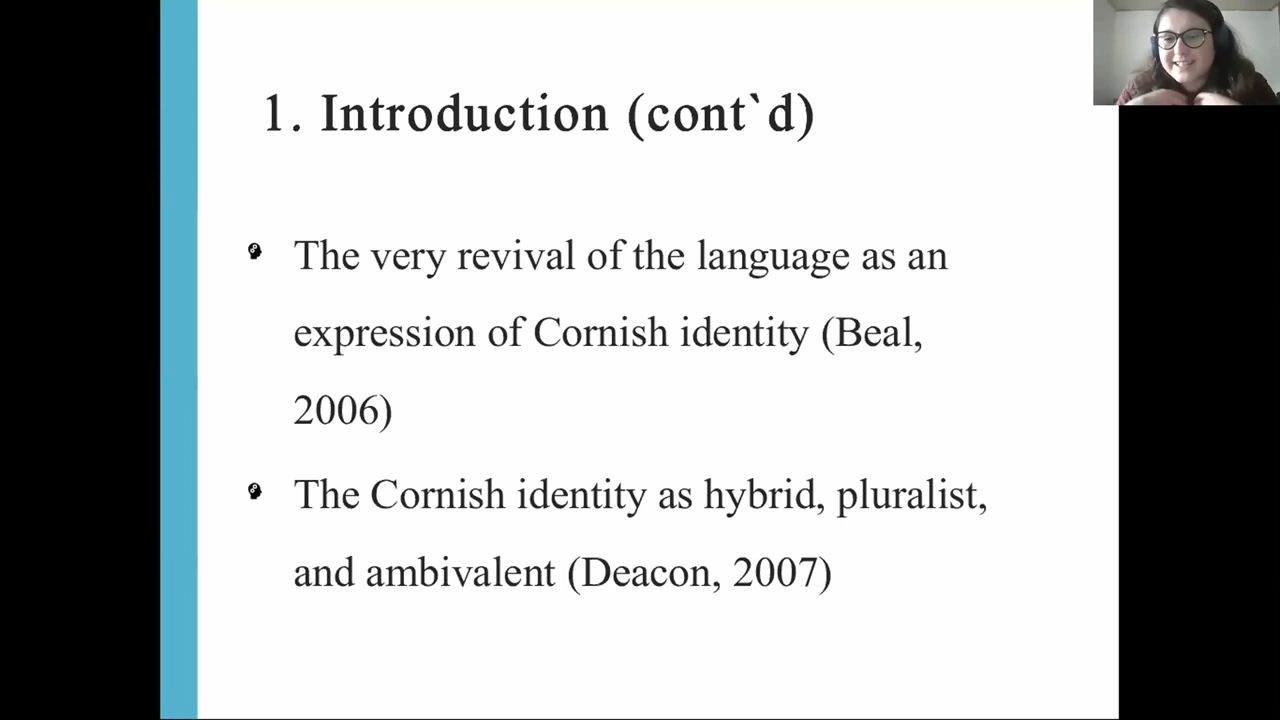 1. Introduction (cont`d)
The very revival of the language as an
expression of Cornish identity (Beal,
2006)
The Cornish identity as hybrid, pluralist,
and ambivalent (Deacon, 2007)